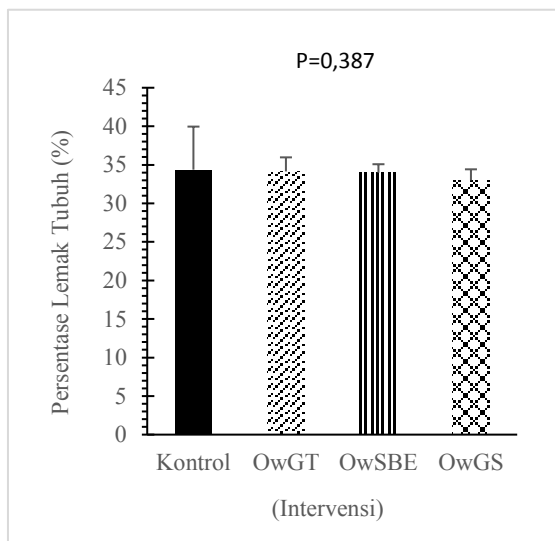 P=0,387
Persentase Lemak Tubuh (%)
45
40
35
30
25
20
15
10
5
0
Kontrol OwGT OwSBE OwGS
(Intervensi)